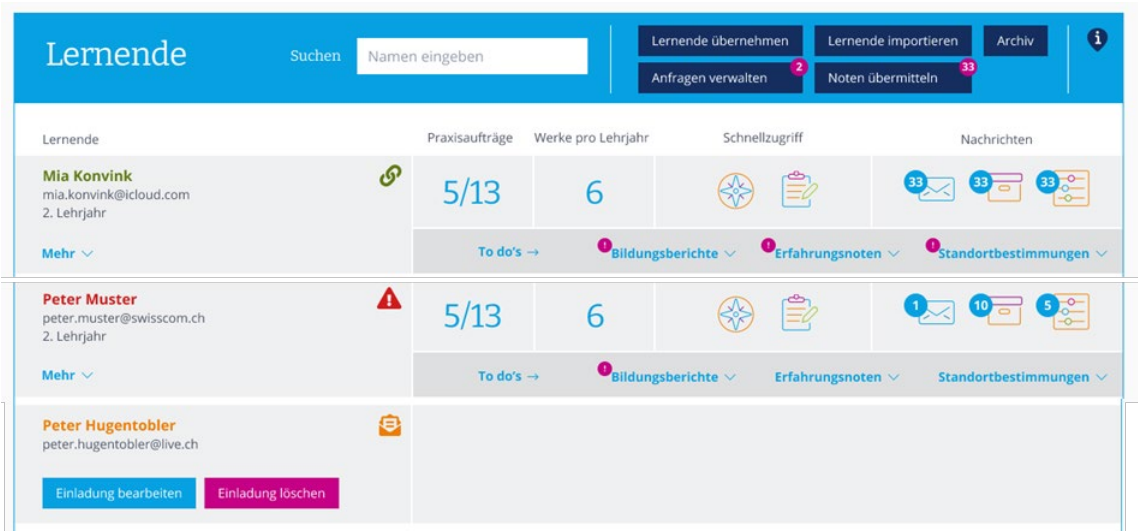 Lernende
Suchen
Namen eingeben
Lernende übernehmen
Lernende importieren
Archiv
Anfragen verwalten
2
Noten übermitteln
33
Lernende Praxisaufträge Werke pro Lehrjahr Schnellzugriff Nachrichten
Mia Konvink
mia.konvink@icloud.com
2. Lehrjahr
5/13
6
33
33
33
Mehr
To do's →
! Bildungsberichte
! Erfahrungsnoten
! Standortbestimmungen
Peter Muster
peter.muster@swisscom.ch
2. Lehrjahr
5/13
6
1
10
5
Mehr
To do's →
! Bildungsberichte
Erfahrungsnoten
Standortbestimmungen
Peter Hugentobler
peter.hugentobler@live.ch
Einladung bearbeiten
Einladung löschen